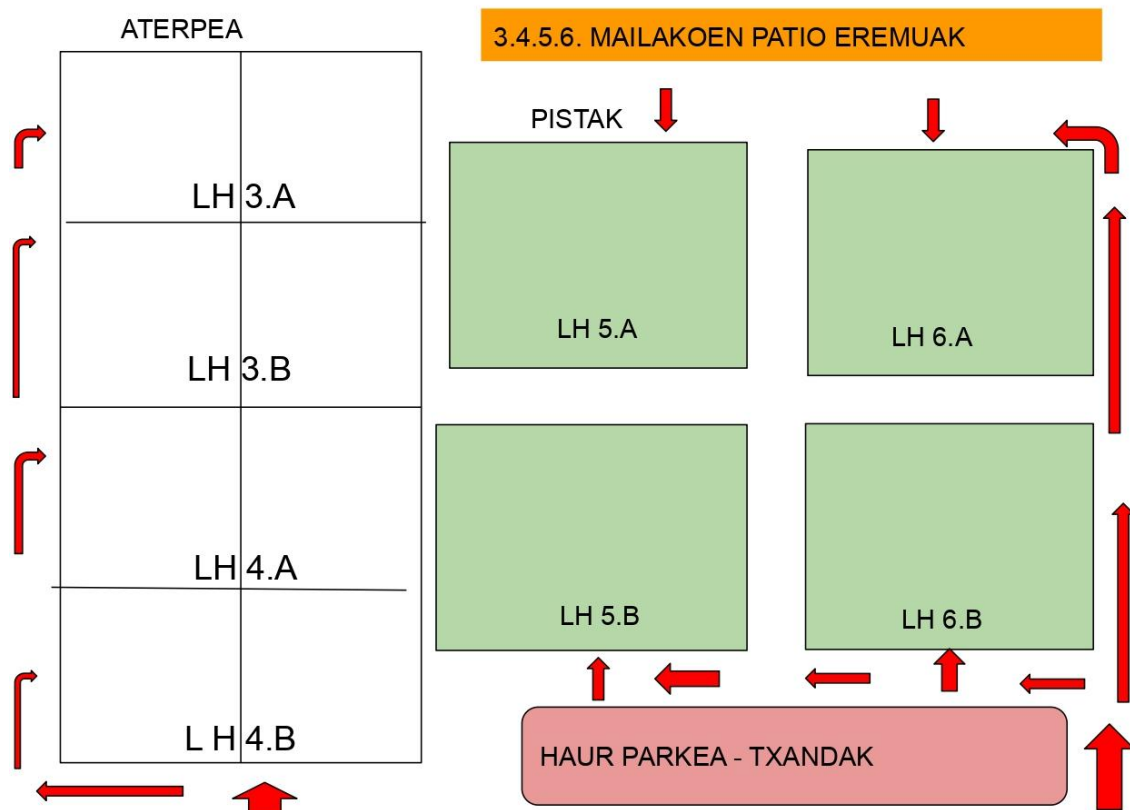 ATERPEA
3.4.5.6. MAILAKOEN PATIO EREMUAK
PISTAK
LH 3.A
LH 3.B
LH 4.A
L H 4.B
LH 5.A
LH 6.A
LH 5.B
LH 6.B
HAUR PARKEA - TXANDAK